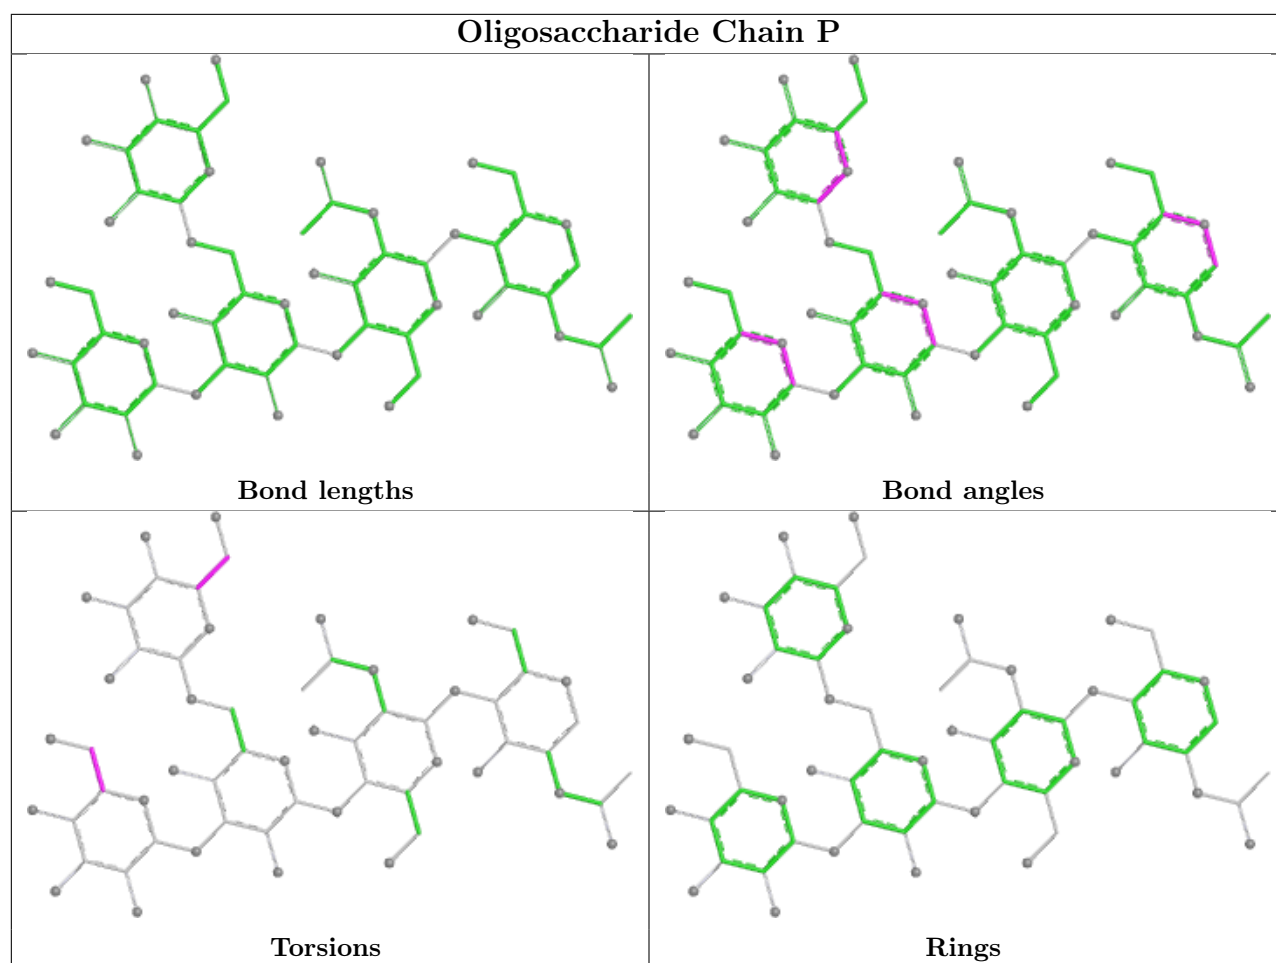 Oligosaccharide Chain P
Bond lengths
Bond angles
Torsions
Rings